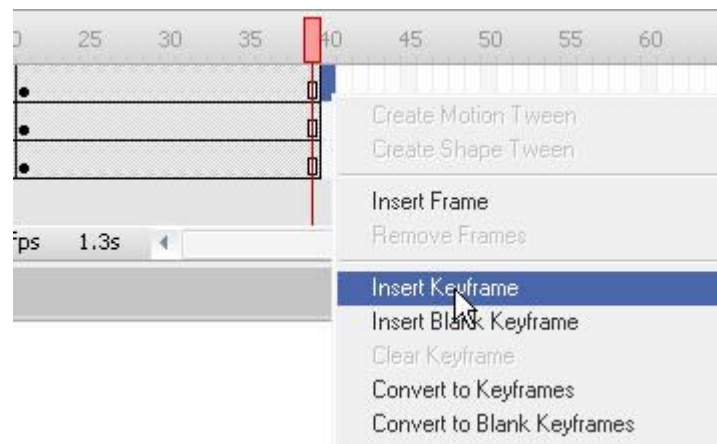 25 30 35 40 45 50 55 60
Create Motion Tween
Create Shape Tween
Insert Frame
Remove Frames
fps 1.3s
Insert Keyframe
Insert Blank Keyframe
Clear Keyframe
Convert to Keyframes
Convert to Blank Keyframes